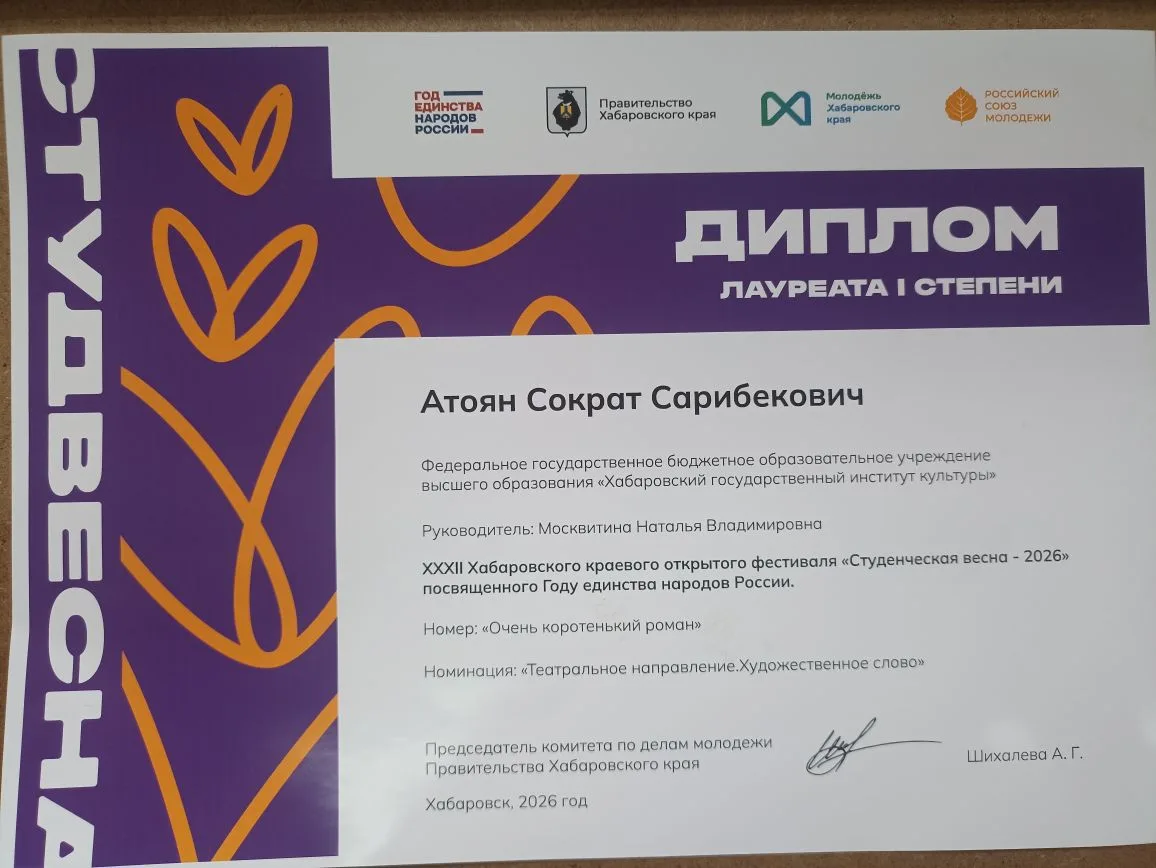 СТУДВЕСНА
ГОД
ЕДИНСТВА
НАРОДОВ
РОССИИ
Правительство
Хабаровского края
Молодёжь
Хабаровского
края
РОССИЙСКИЙ
СОЮЗ
МОЛОДЕЖИ
ДИПЛОМ
ЛАУРЕАТА I СТЕПЕНИ
Атоян Сократ Сарибекович
Федеральное государственное бюджетное образовательное учреждение
высшего образования «Хабаровский государственный институт культуры»
Руководитель: Москвитина Наталья Владимировна
XXXII Хабаровского краевого открытого фестиваля «Студенческая весна - 2026»
посвященного Году единства народов России.
Номер: «Очень коротенький роман»
Номинация: «Театральное направление.Художественное слово»
Председатель комитета по делам молодежи
Правительства Хабаровского края
Шихалева А. Г.
Хабаровск, 2026 год